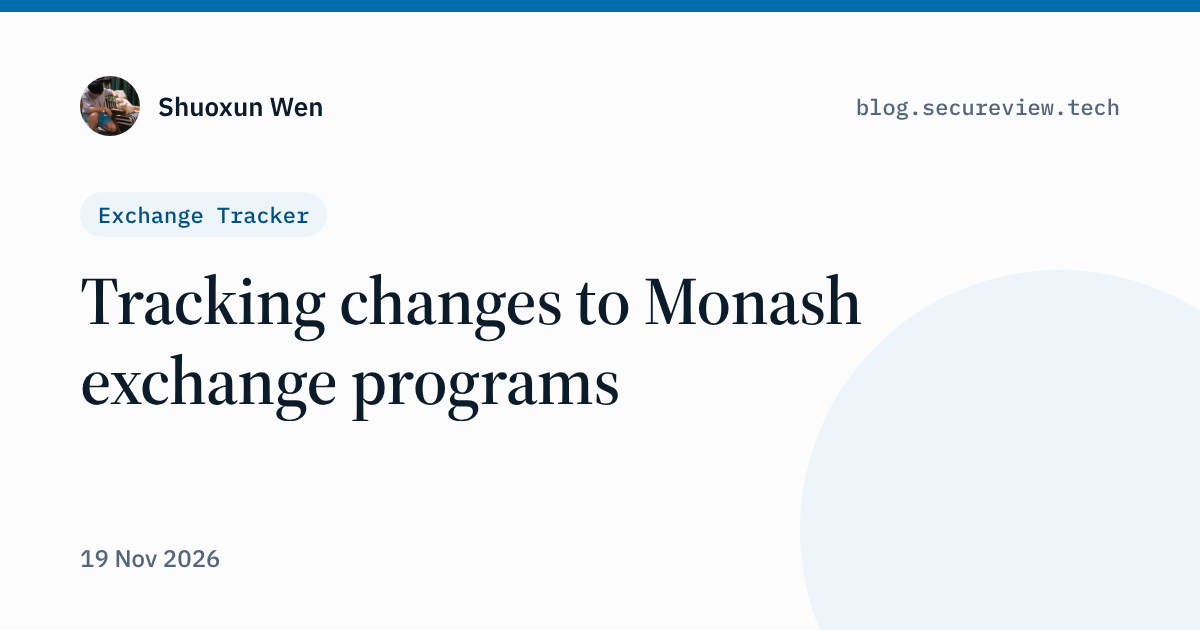 Shuoxun Wen
blog.secureview.tech
Exchange Tracker
Tracking changes to Monash
exchange programs
19 Nov 2026